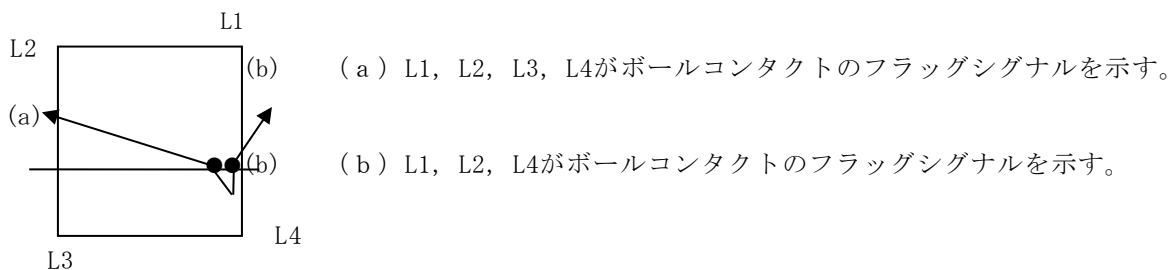 L1
L2
(b) （a）L1, L2, L3, L4がボールコンタクトのフラッグシグナルを示す。
(a)
(b) （b）L1, L2, L4がボールコンタクトのフラッグシグナルを示す。
L4
L3